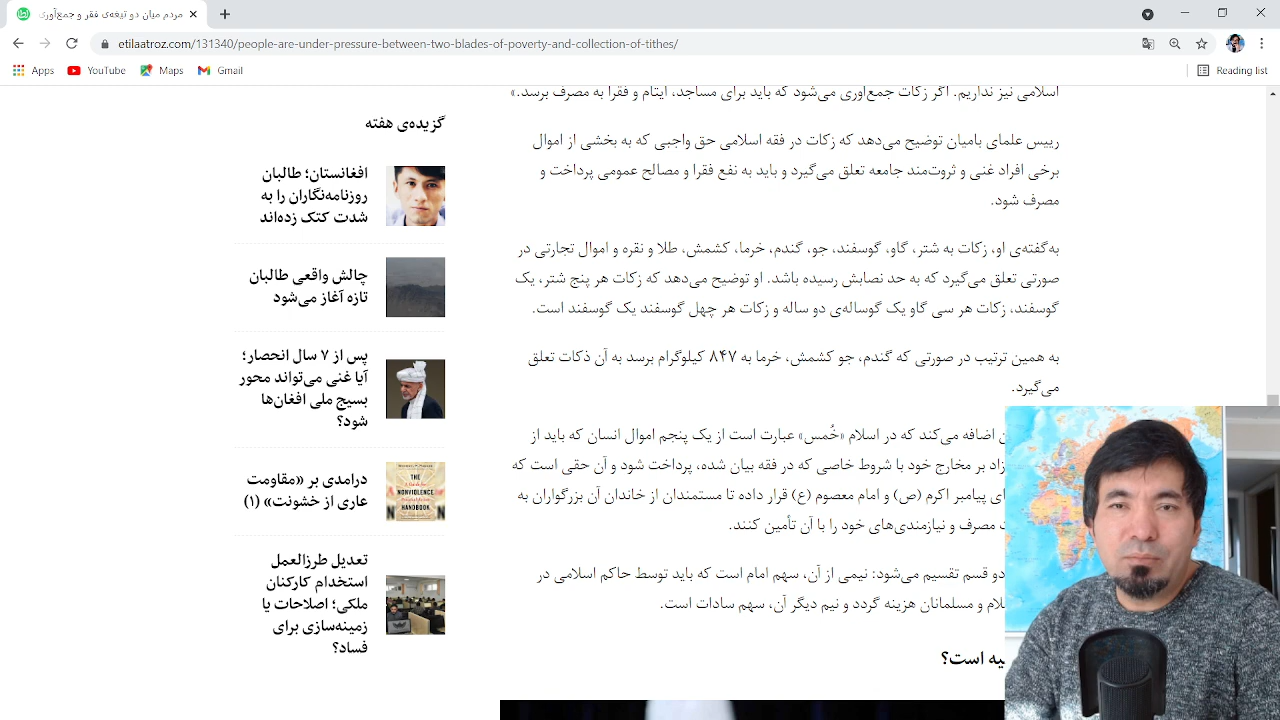 مردم میان دو تیغه‌ی فقر و جمع‌آوری
etilaatroz.com/131340/people-between-two-blades-of-poverty-and-collection-of-tithes/
Apps
YouTube
Maps
Gmail
Reading list
اسلامی نیز نداریم. اگر زکات جمع‌آوری می‌شود که باید برای مساجد، ایتام و فقرا به مصرف برسد.»
رییس علمای بامیان توضیح می‌دهد که زکات در فقه اسلامی حق واجبی که به بخشی از اموال
برخی افراد غنی و ثروت‌مند جامعه تعلق می‌گیرد و باید به نفع فقرا و مصالح عمومی پرداخت و
مصرف شود.
به‌گفته‌ی او، زکات به شتر، گاو، گوسفند، جو، گندم، خرما، کشمش، طلا و نقره و اموال تجارتی در
صورتی تعلق می‌گیرد که به حد نصابش رسیده باشد. او توضیح می‌دهد که زکات هر پنج شتر، یک
گوسفند، زکات هر سی گاو یک گوساله‌ی دو ساله و زکات هر چهل گوسفند یک گوسفند است.
به همین ترتیب در صورتی که گندم، جو کشمش، خرما به ۸۴۷ کیلوگرام برسد به آن ذکات تعلق
می‌گیرد.
ن اضافه می‌کند که در اسلام «خُمس» عبارت است از یک پنجم اموال انسان که باید از
زاد بر مخارج خود با شروط خاصی که در فقه بیان شده، پرداخت شود و آن حقی است که
ای پیامبر اکرم (ص) و امام معصوم (ع) قرار داده تا مستمندان از خاندان آن بزرگواران به
ت مصرف و نیازمندی‌های خود را با آن تأمین کنند.
دو قسم تقسیم می‌شود: نیمی از آن، سهم امام است که باید توسط حاکم اسلامی در
لام و مسلمانان هزینه گردد و نیم دیگر آن، سهم سادات است.
یه است؟
گزیده‌ی هفته
افغانستان؛ طالبان
روزنامه‌نگاران را به
شدت کتک زده‌اند
چالش واقعی طالبان
تازه آغاز می‌شود
پس از ۷ سال انحصار؛
آیا غنی می‌تواند محور
بسیج ملی افغان‌ها
شود؟
THE
NONVIOLENCE
HANDBOOK
درامدی بر «مقاومت
عاری از خشونت» (۱)
تعدیل طرزالعمل
استخدام کارکنان
ملکی؛ اصلاحات یا
زمینه‌سازی برای
فساد؟